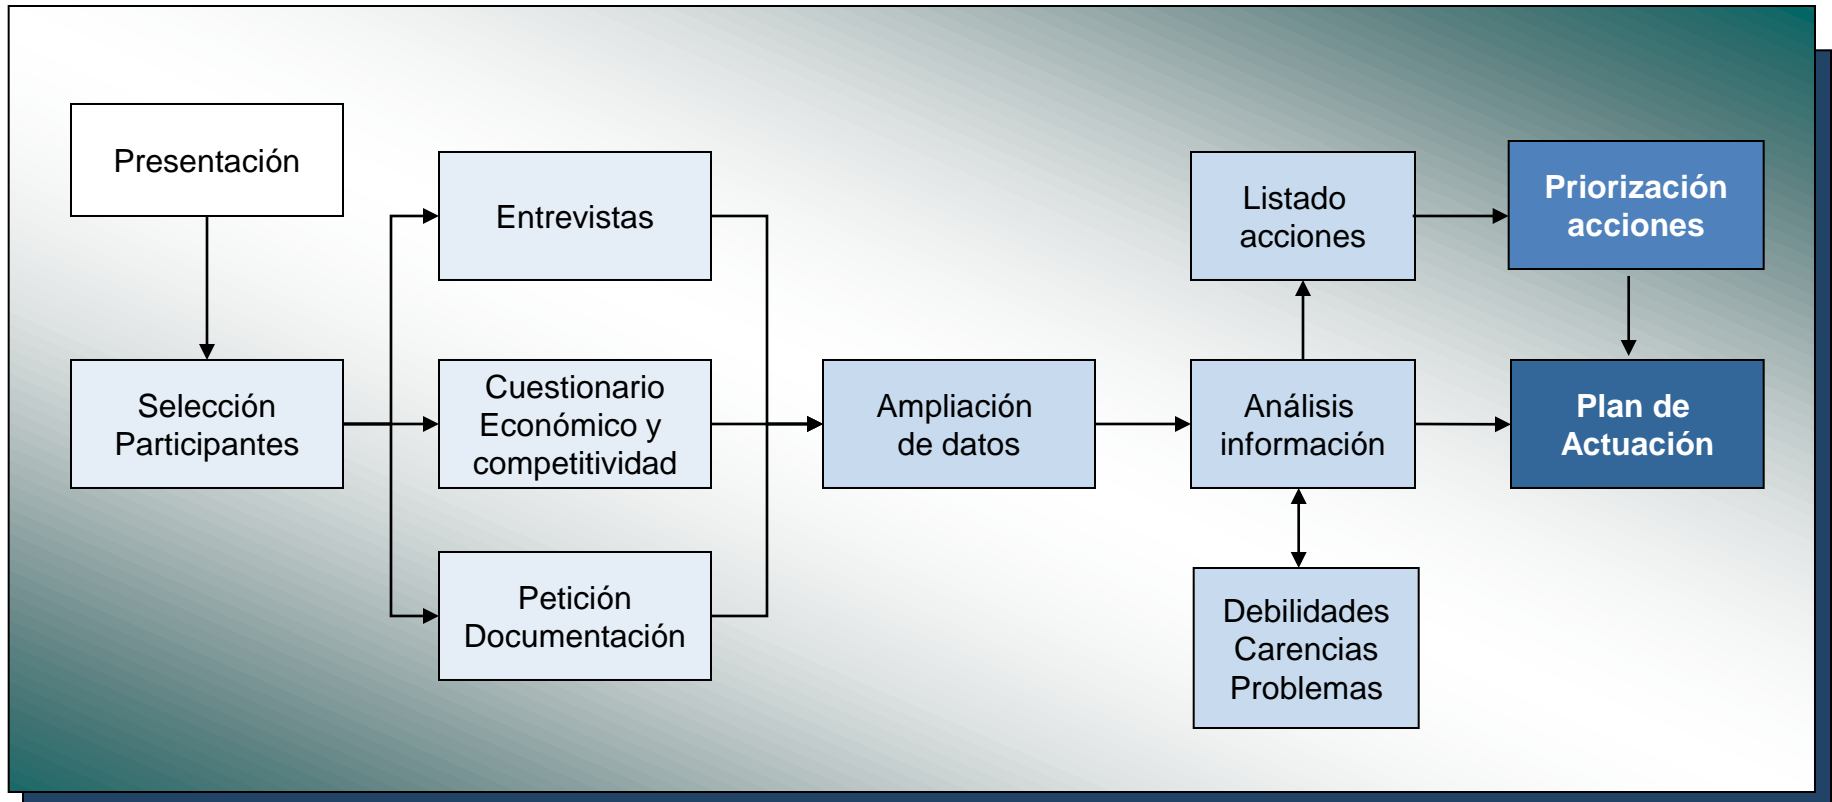 Presentación
Selección
Participantes
Entrevistas
Cuestionario
Económico y
competitividad
Petición
Documentación
Ampliación
de datos
Listado
acciones
Análisis
información
Debilidades
Carencias
Problemas
Priorización
acciones
Plan de
Actuación